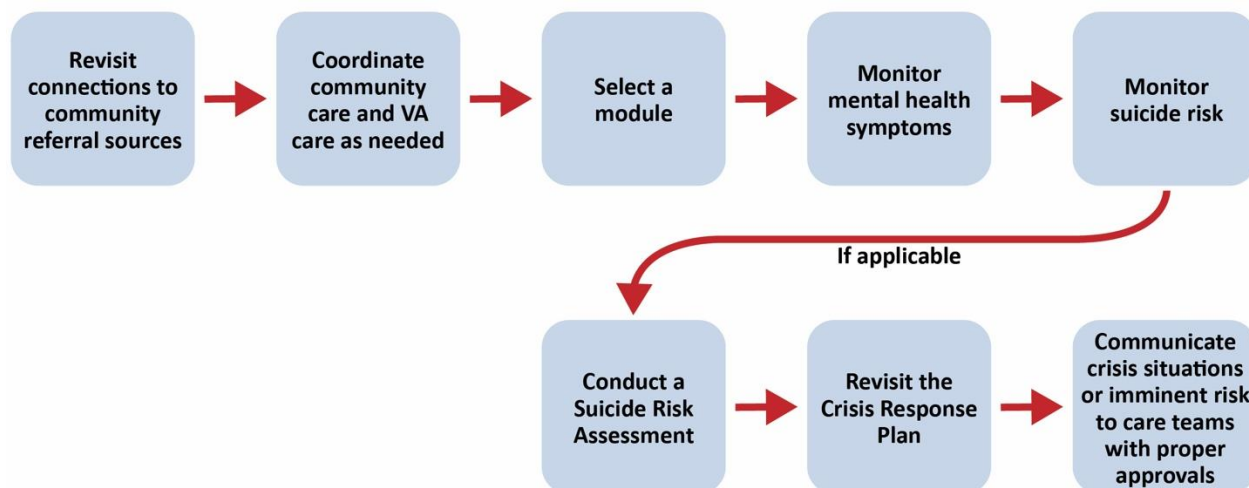 Revisit
connections to
community
referral sources
Coordinate
community
care and VA
care as needed
Select a
module
Monitor
mental health
symptoms
Monitor
suicide risk
If applicable
Conduct a
Suicide Risk
Assessment
Revisit the
Crisis Response
Plan
Communicate
crisis situations
or imminent risk
to care teams
with proper
approvals